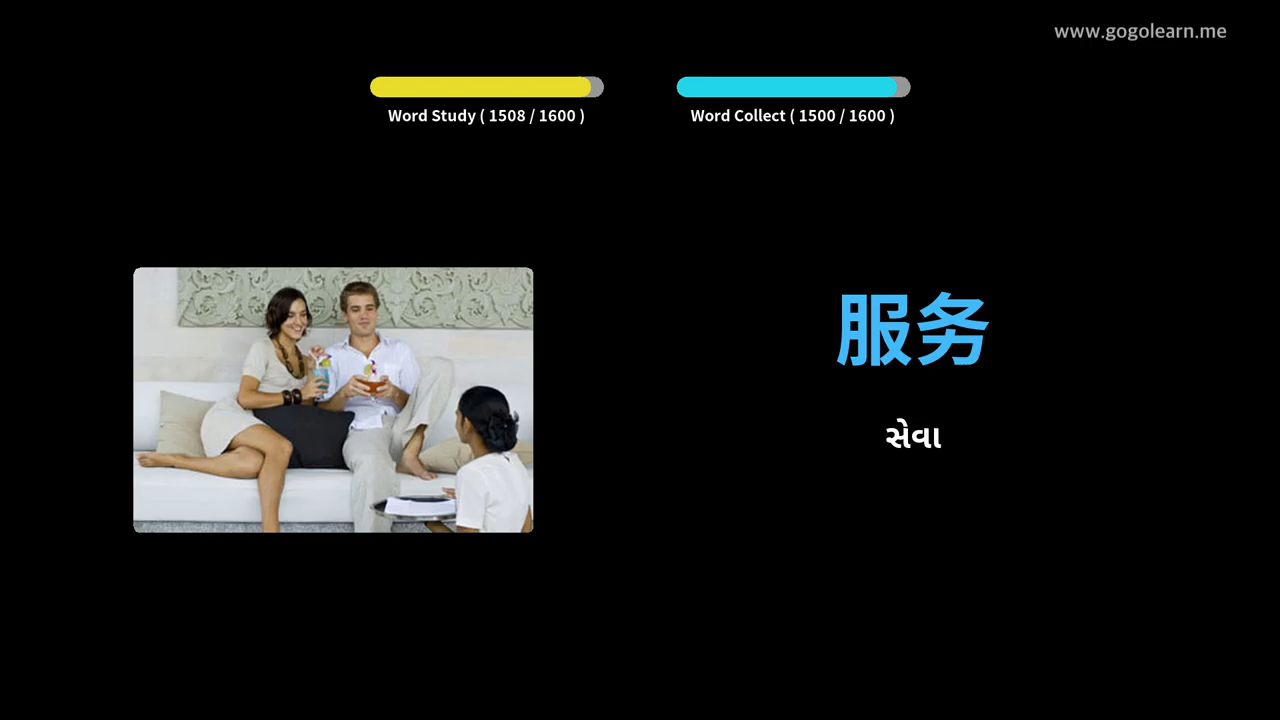 www.gogolearn.me
Word Study ( 1508 / 1600 )
Word Collect ( 1500 / 1600 )
服务
સેવા